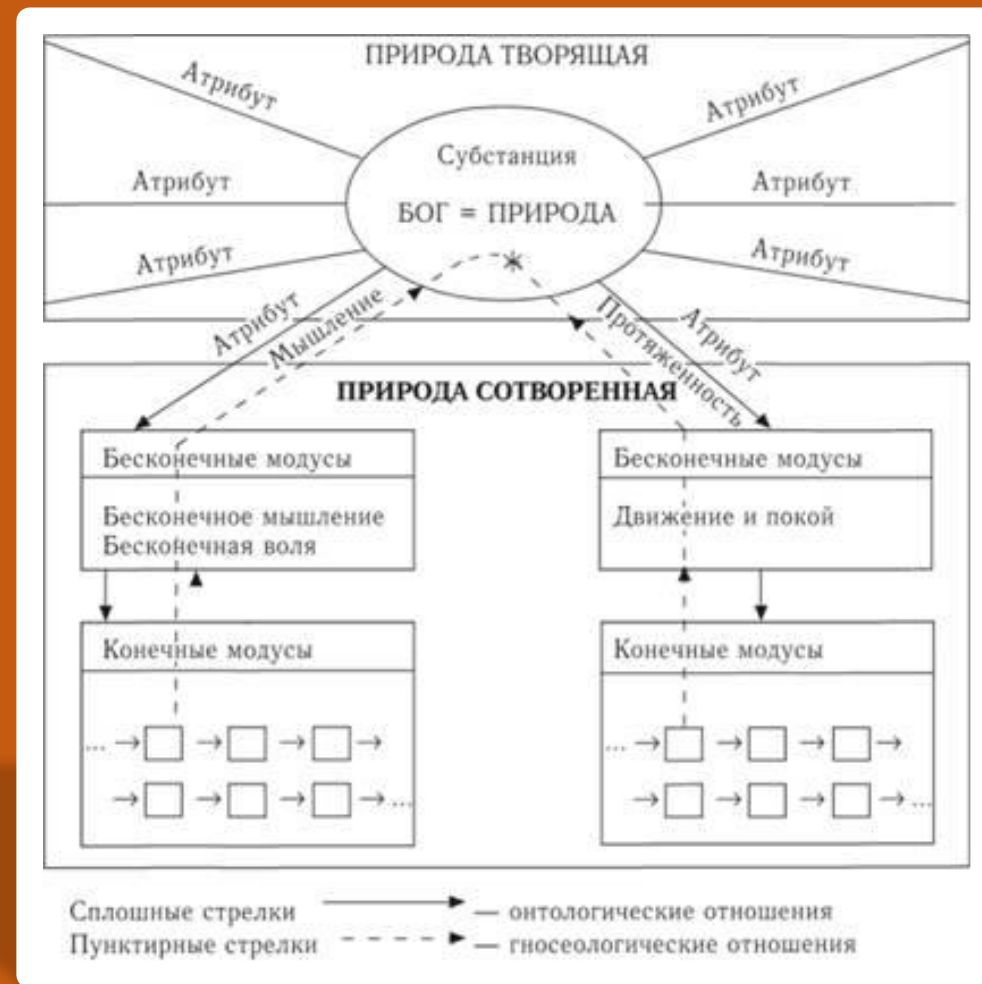 ПРИРОДА ТВОРЯЩАЯ
Атрибут
Атрибут
Субстанция
Атрибут
Атрибут
БОГ = ПРИРОДА
Атрибут
Атрибут
Атрибут
Мышление
Протяженность
Атрибут
ПРИРОДА СОТВОРЕННАЯ
Бесконечные модусы
Бесконечное мышление
Бесконечная воля
Бесконечные модусы
Движение и покой
Конечные модусы
... → → → →
→ → → → ...
Конечные модусы
... → → → →
→ → → → ...
Сплошные стрелки — онтологические отношения
Пунктирные стрелки — гносеологические отношения